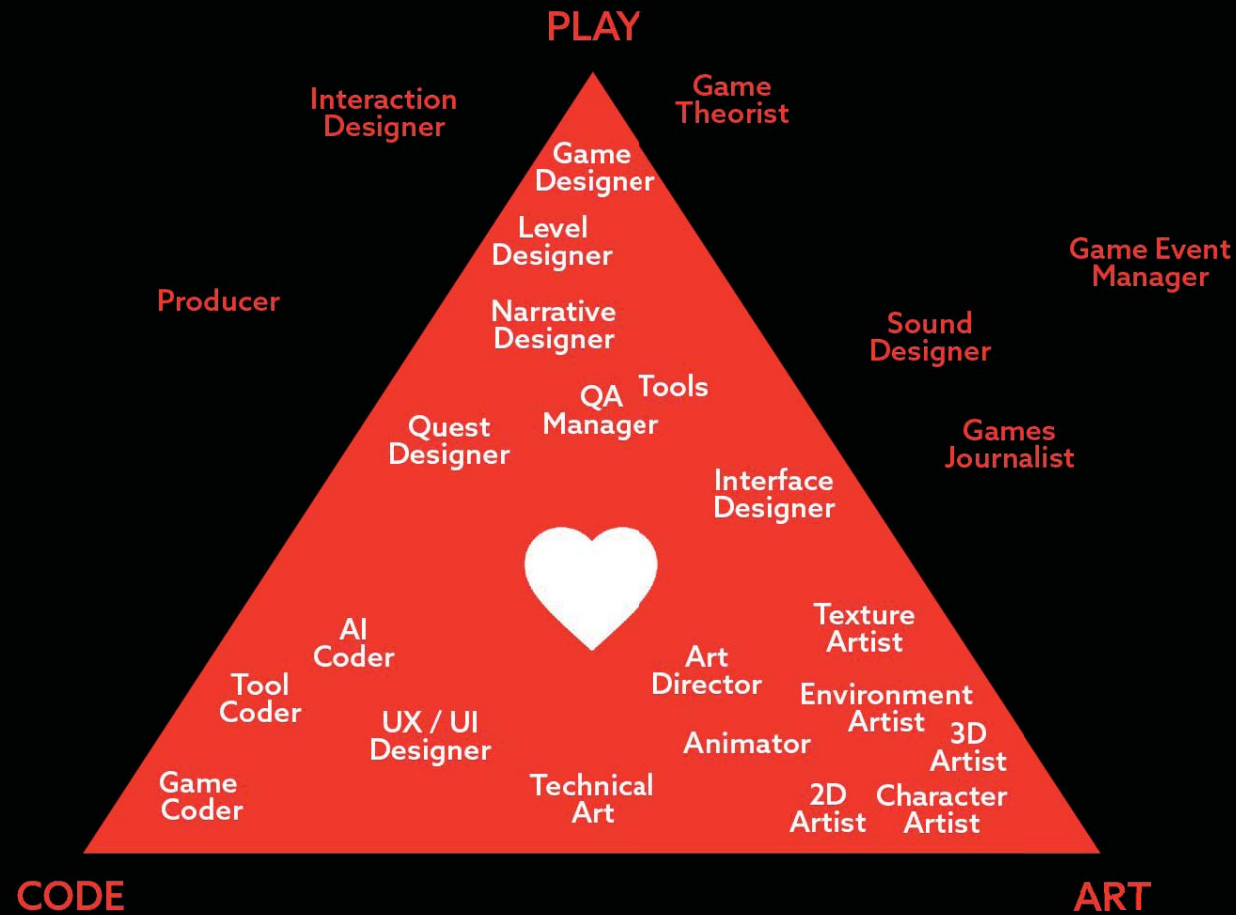 PLAY
Interaction
Designer
Game
Theorist
Game
Designer
Level
Designer
Game Event
Manager
Producer
Narrative
Designer
Sound
Designer
Tools
QA
Manager
Quest
Designer
Games
Journalist
Interface
Designer
AI
Coder
Texture
Artist
Art
Director
Tool
Coder
Environment
Artist
UX / UI
Designer
Animator
3D
Artist
Game
Coder
Technical
Art
2D
Artist
Character
Artist
CODE
ART